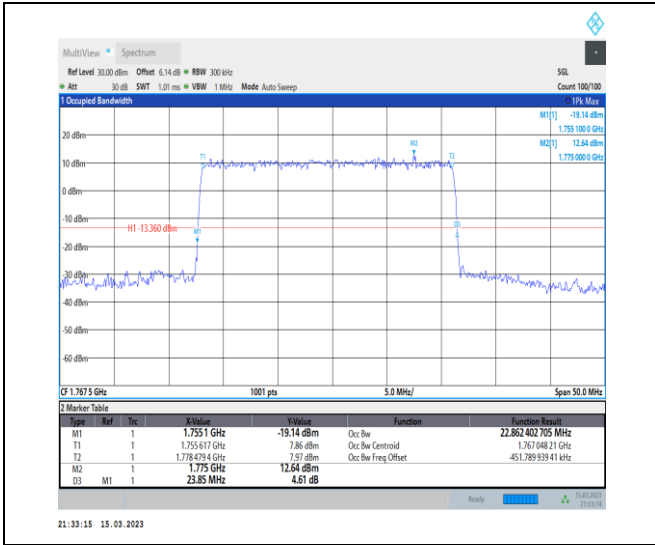 MultiView Spectrum
Ref Level 30.00 dBm Offset 6.14 dB RBW 300 kHz SGL
Att 30 dB SWT 1.01 ms VBW 1 MHz Mode Auto Sweep Count 100/100
1 Occupied Bandwidth 1Pk Max
M1[1] -19.14 dBm
1.755 100 0 GHz
M2[1] 12.64 dBm
1.775 000 0 GHz
20 dBm
M2
T1 T2
10 dBm
0 dBm
-10 dBm
H1 -13.360 dBm
M1 D3
-30 dBm
-40 dBm
-50 dBm
-60 dBm
CF 1.767 5 GHz 1001 pts 5.0 MHz/ Span 50.0 MHz
2 Marker Table
Type Ref Trc X-Value Y-Value Function Function Result
M1 1 1.7551 GHz -19.14 dBm Occ Bw 22.862 402 705 MHz
T1 1 1.755 617 GHz 7.86 dBm Occ Bw Centroid 1.767 048 21 GHz
T2 1 1.778 479 4 GHz 7.97 dBm Occ Bw Freq Offset -451.789 939 41 kHz
M2 1 1.775 GHz 12.64 dBm
D3 M1 1 23.85 MHz 4.61 dB
Ready 15.03.2023
21:33:14
21:33:15 15.03.2023